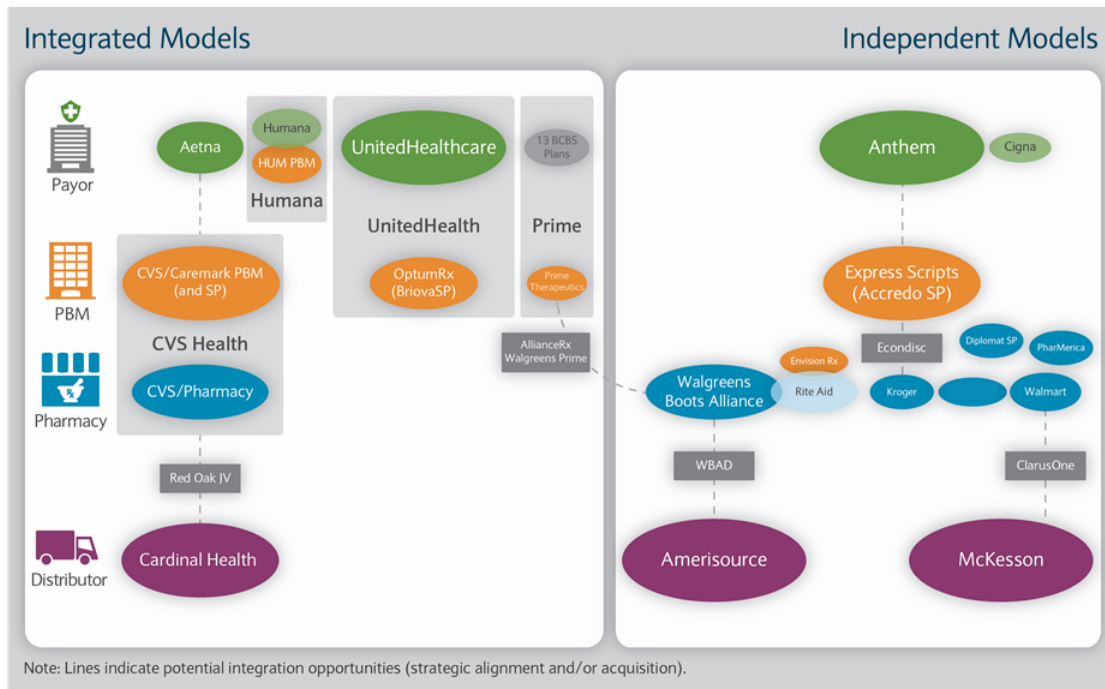 Integrated Models
Independent Models
Payor
Aetna
Humana
HUM PBM
Humana
UnitedHealthcare
UnitedHealth
13 BCBS
Plans
Prime
Anthem
Cigna
PBM
CVS/Caremark PBM
(and SP)
OptumRx
(BriovaSP)
Prime
Therapeutics
Express Scripts
(Accredo SP)
CVS Health
AllianceRx
Walgreens Prime
Econdisc
Diplomat SP
PharMerica
Pharmacy
CVS/Pharmacy
Walgreens
Boots Alliance
Envision Rx
Rite Aid
Kroger
Walmart
Red Oak JV
WBAD
ClarusOne
Distributor
Cardinal Health
Amerisource
McKesson
Note: Lines indicate potential integration opportunities (strategic alignment and/or acquisition).